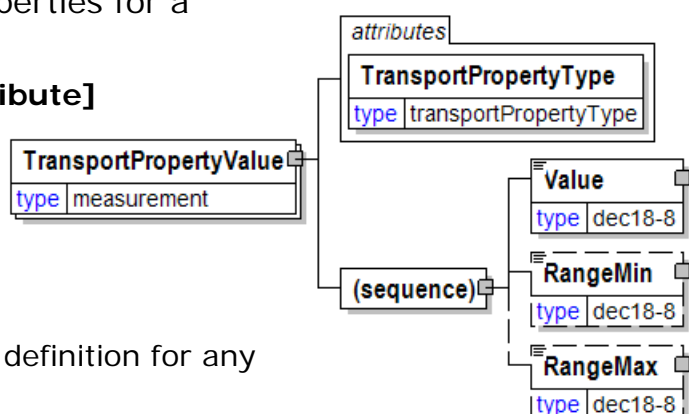 perties for a
attributes
TransportPropertyType
ibute]
type transportPropertyType
TransportPropertyValue
type measurement
Value
type dec18-8
(sequence)
RangeMin
type dec18-8
definition for any
RangeMax
type dec18-8